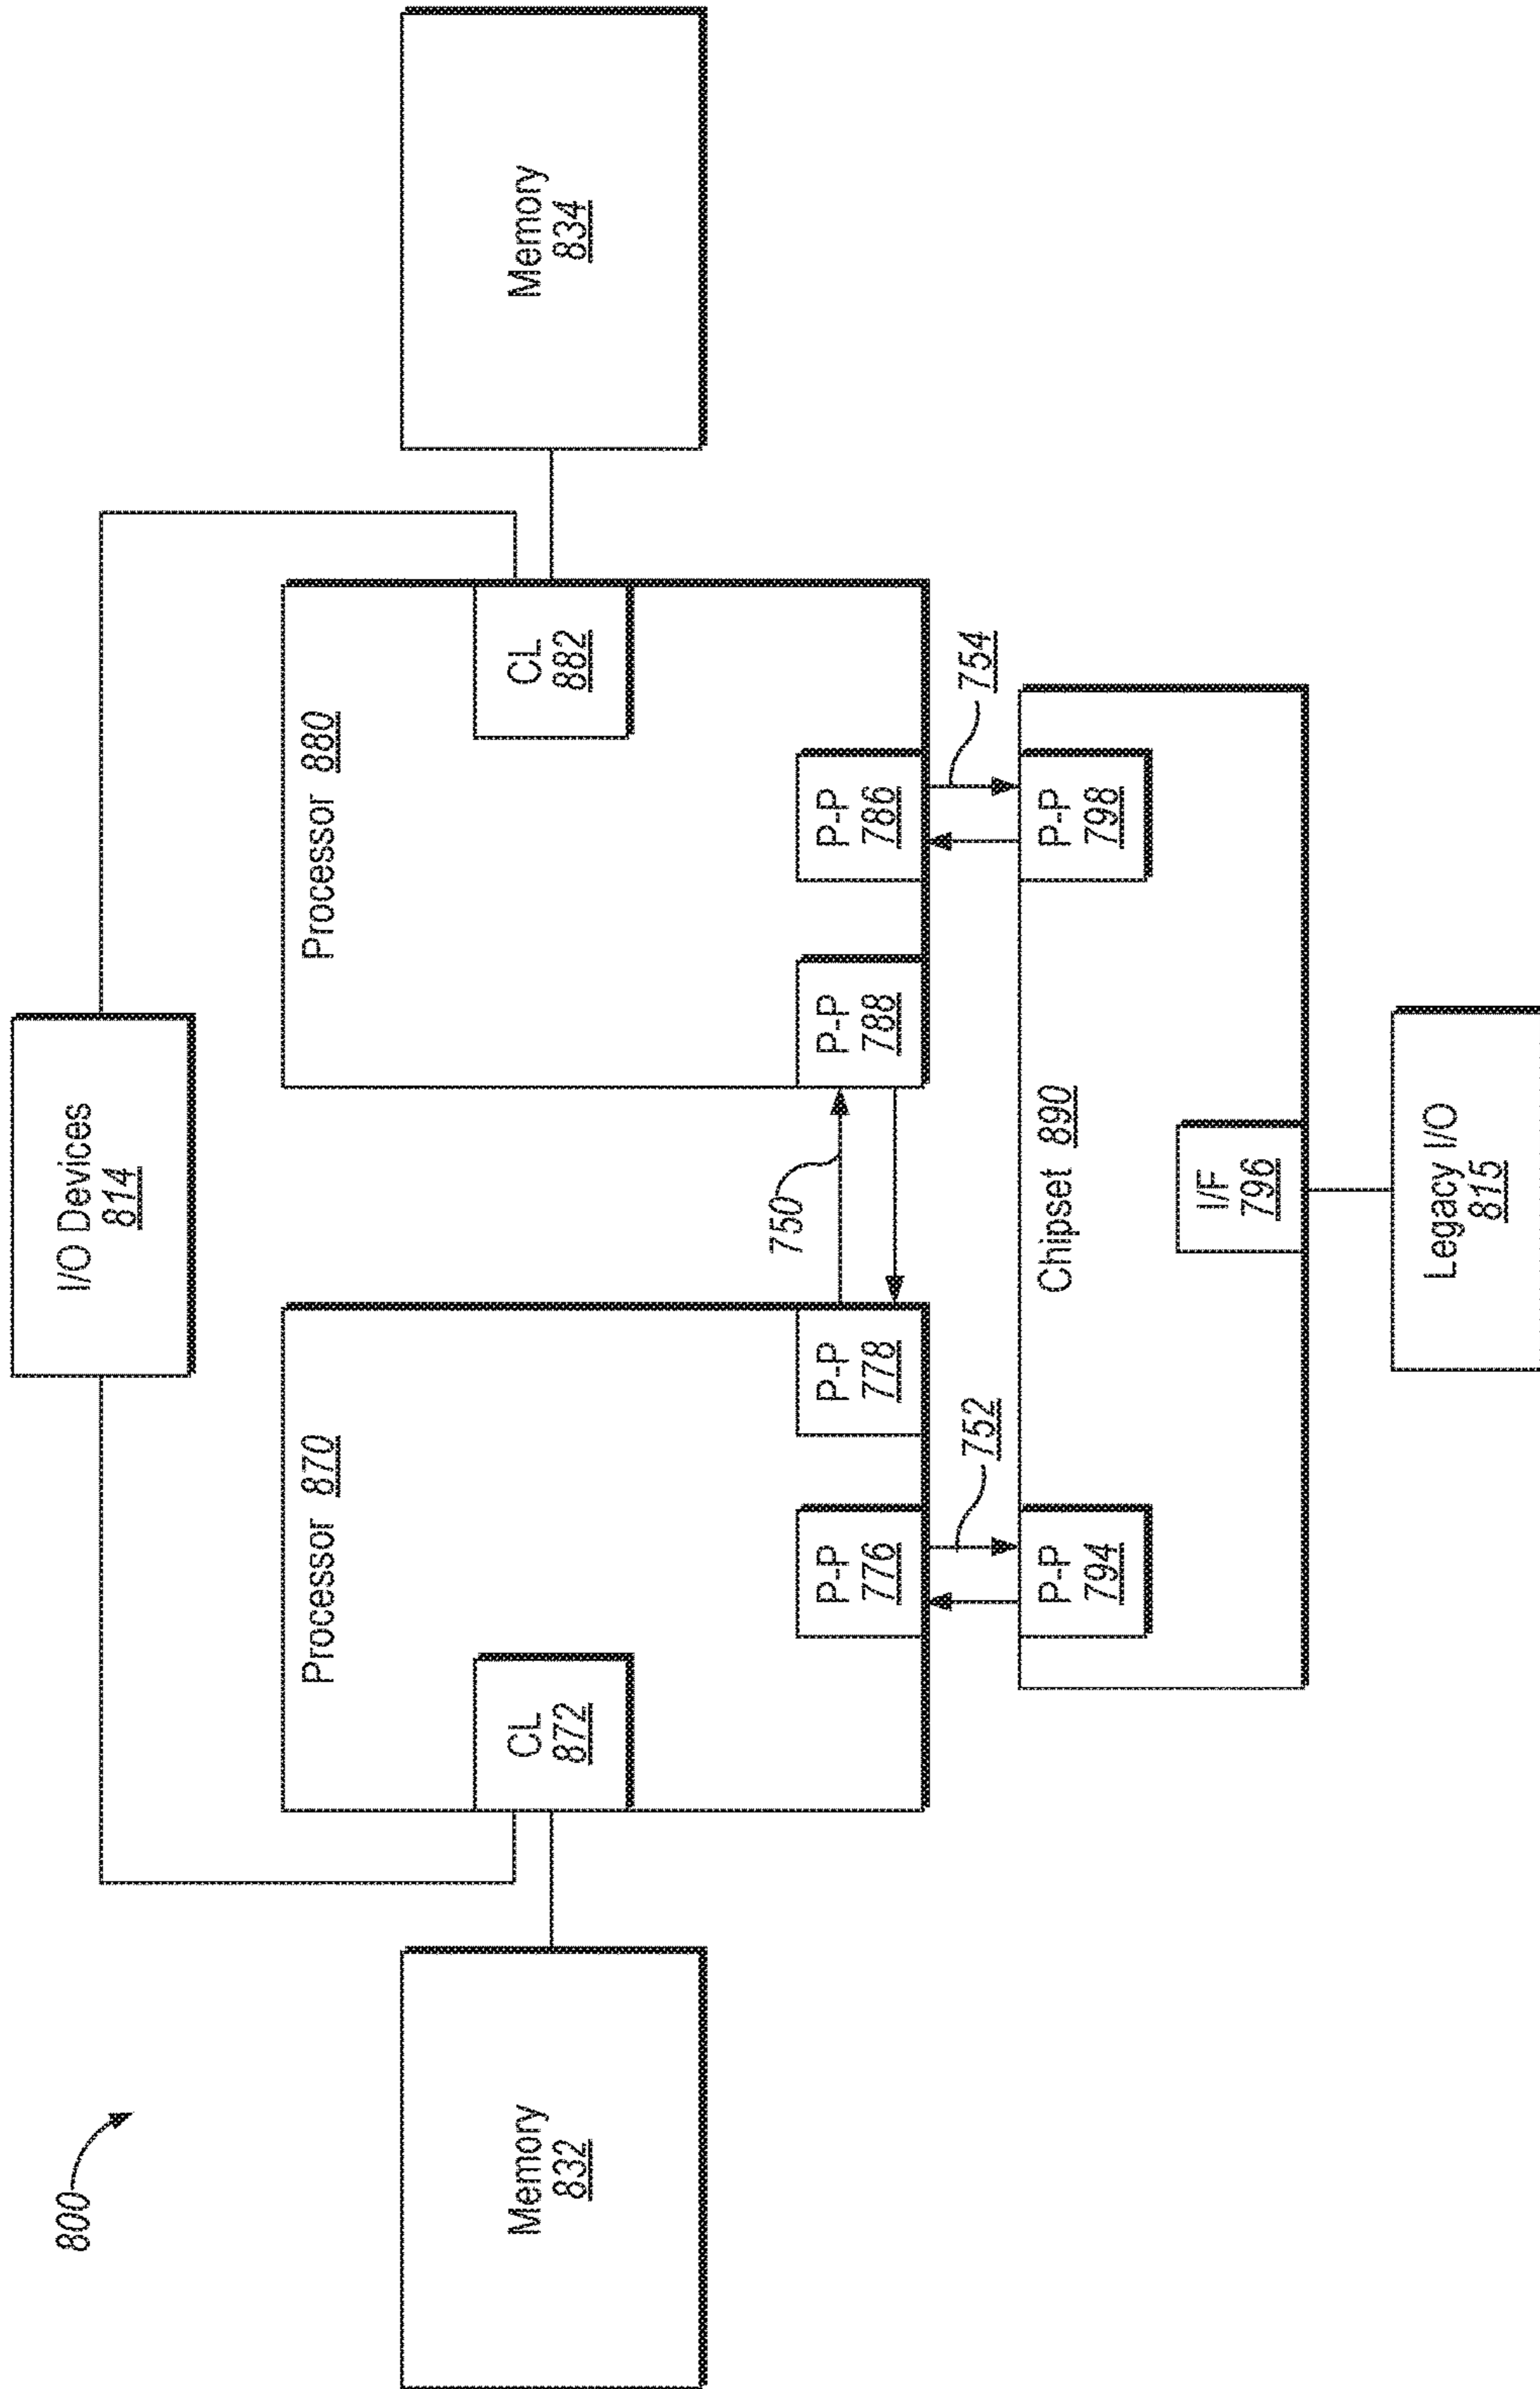 800
I/O Devices
814
Memory
832
CL
872
Processor 870
Processor 880
CL
882
Memory
834
P-P
776
P-P
778
750
P-P
788
P-P
786
752
754
P-P
794
Chipset 890
P-P
798
I/F
796
Legacy I/O
815